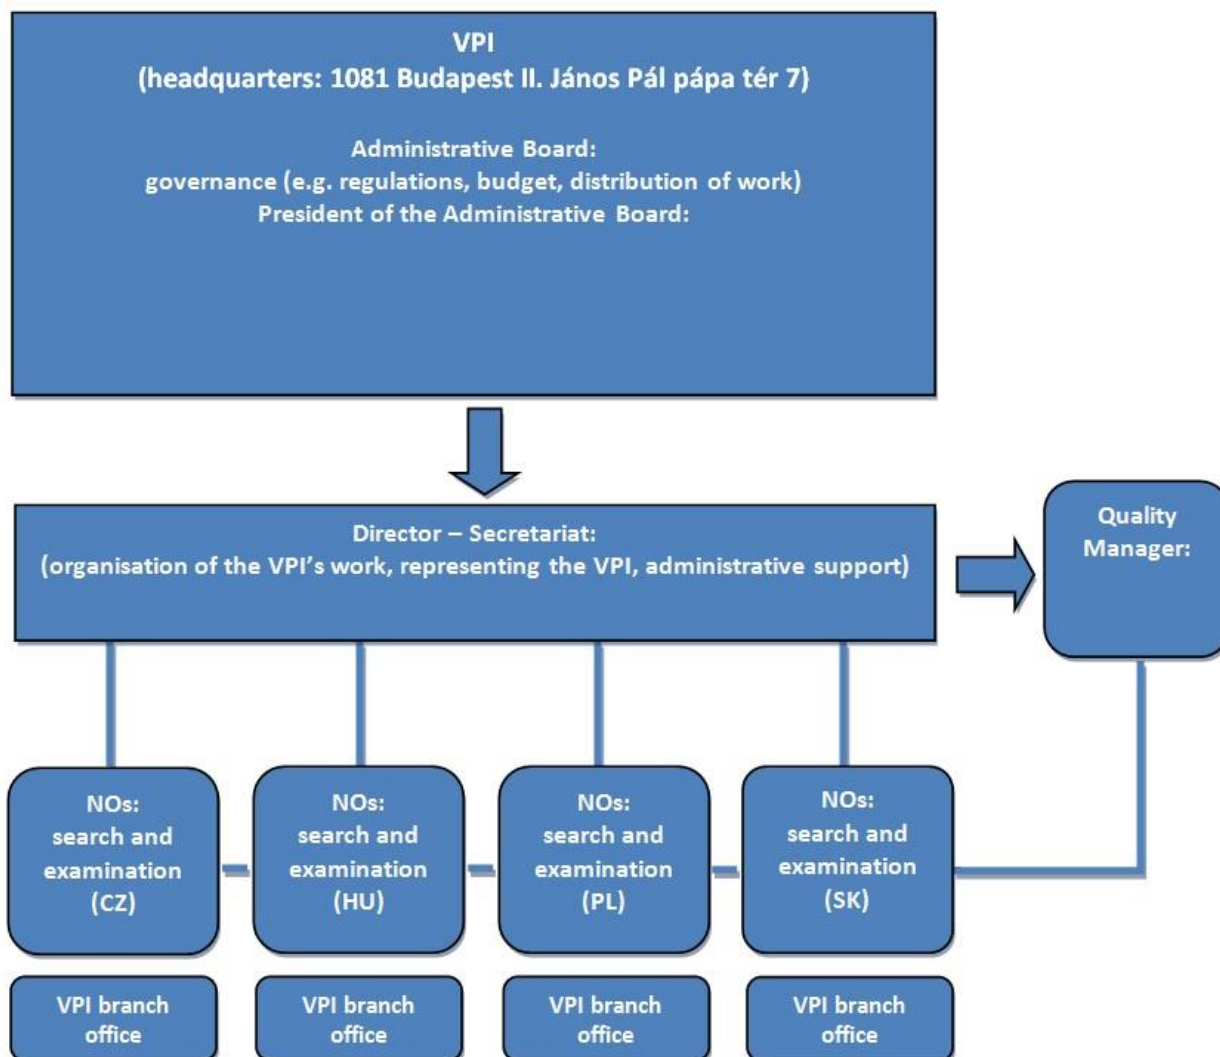 VPI
(headquarters: 1081 Budapest II. János Pál pápa tér 7)
Administrative Board:
governance (e.g. regulations, budget, distribution of work)
President of the Administrative Board:
Director – Secretariat:
(organisation of the VPI's work, representing the VPI, administrative support)
Quality
Manager:
NOs:
search and
examination
(CZ)
NOs:
search and
examination
(HU)
NOs:
search and
examination
(PL)
NOs:
search and
examination
(SK)
VPI branch
office
VPI branch
office
VPI branch
office
VPI branch
office